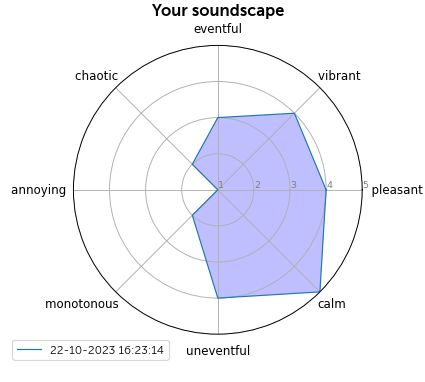 Your soundscape
eventful
chaotic
vibrant
annoying
1
2
3
4
5
pleasant
monotonous
calm
22-10-2023 16:23:14
uneventful